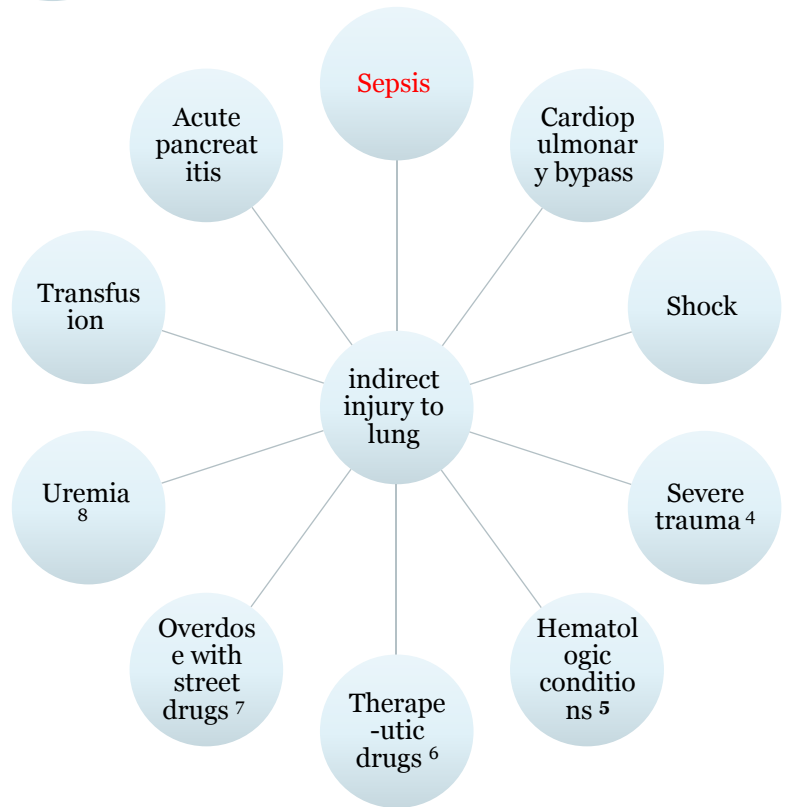 Sepsis
Cardiop
ulmonar
y bypass
Shock
Severe
trauma ⁴
Hematol
ogic
conditio
ns ⁵
Therape
-utic
drugs ⁶
Overdos
e with
street
drugs ⁷
Uremia
⁸
Transfus
ion
Acute
pancreat
itis
indirect
injury to
lung